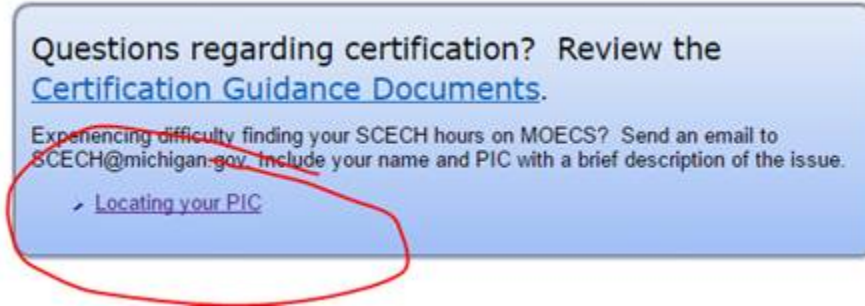 Questions regarding certification? Review the
Certification Guidance Documents.
Experiencing difficulty finding your SCECH hours on MOECS? Send an email to
SCECH@michigan.gov. Include your name and PIC with a brief description of the issue.
Locating your PIC